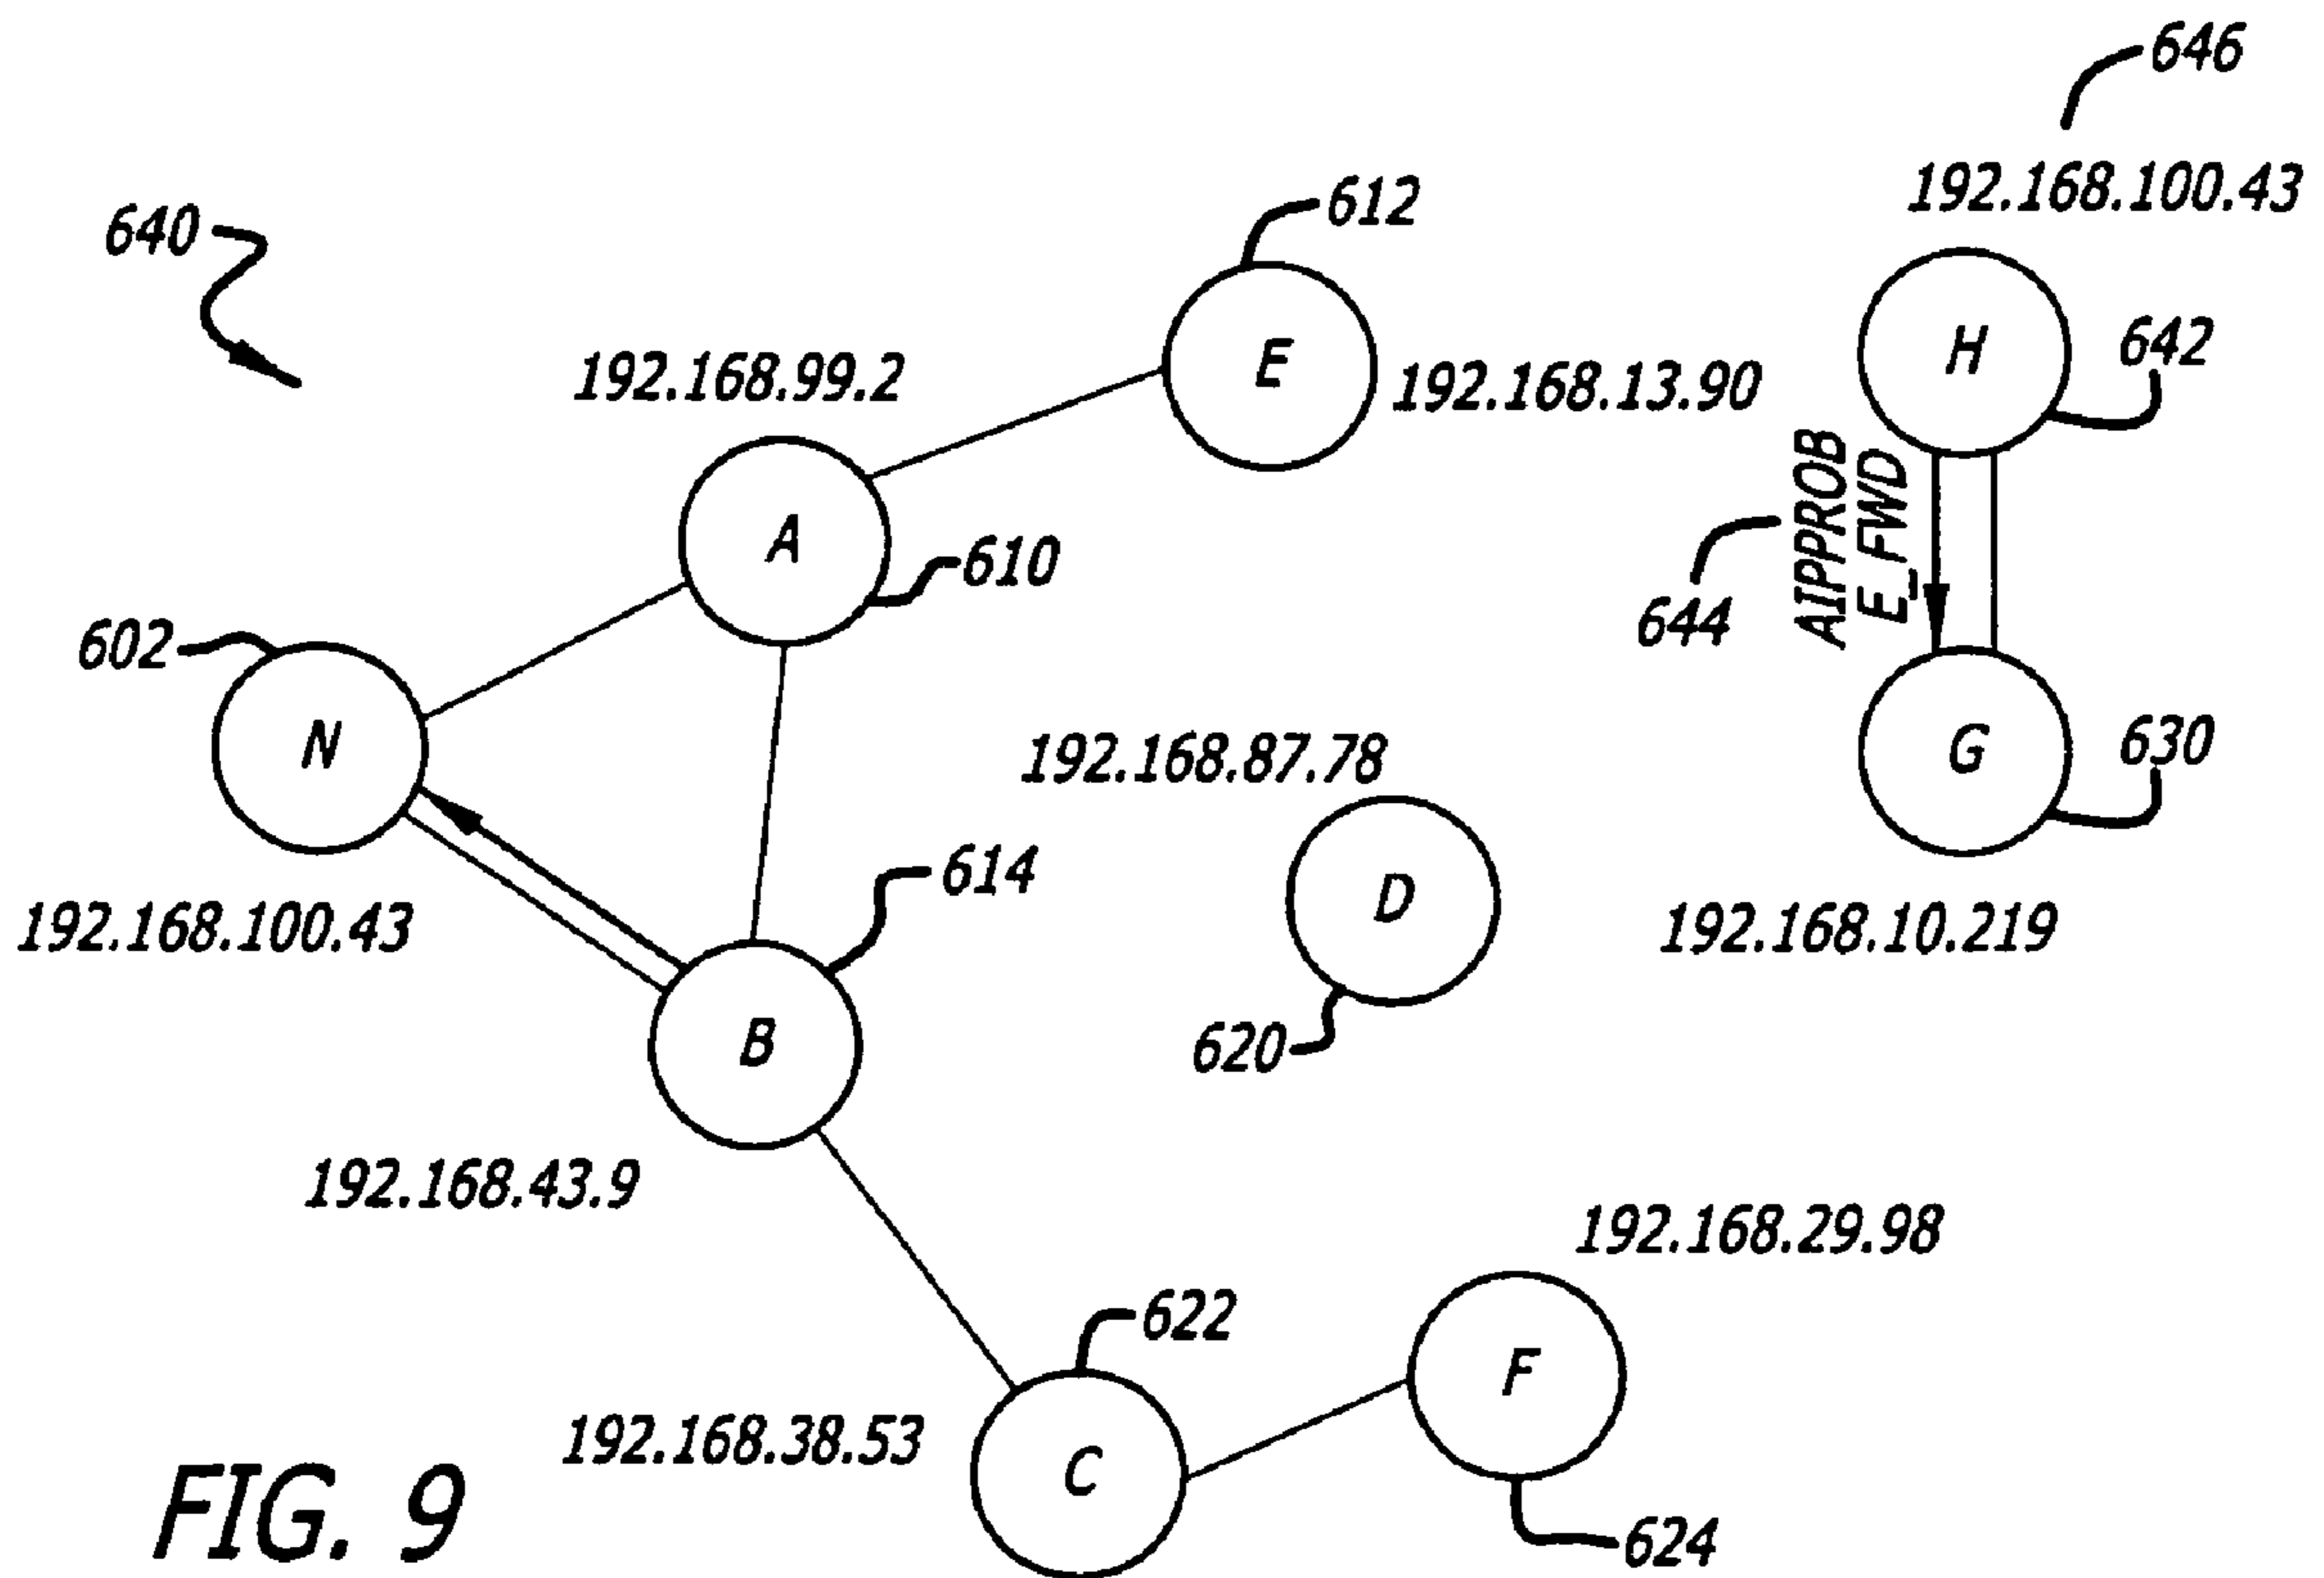 646
192.168.100.43
612
640
H
642
E
192.168.99.2
192.168.13.90
A
AIPPROB
E_FWD
610
644
602
N
G
630
192.168.87.78
614
D
192.168.100.43
192.168.10.219
B
620
192.168.43.9
192.168.29.98
622
F
192.168.38.53
C
FIG. 9
624